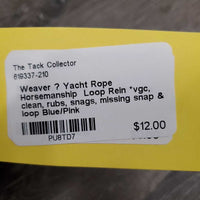 The Tack Collector
619337-210
Weaver ? Yacht Rope
Horsemanship Loop Rein *vgc,
clean, rubs, snags, missing snap &
loop Blue/Pink
$12.00
PUBTD7